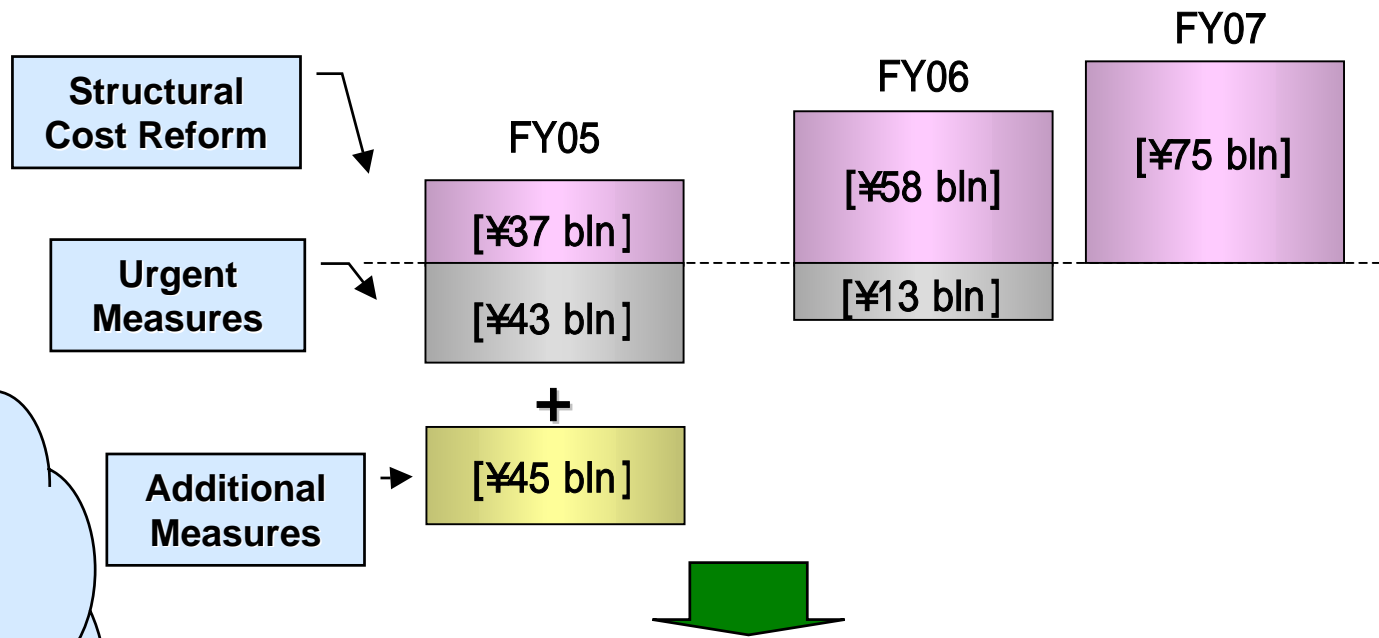 FY07
FY06
Structural
Cost Reform
FY05
[¥75 bln]
[¥58 bln]
[¥37 bln]
Urgent
Measures
[¥13 bln]
[¥43 bln]
+
Additional
Measures
[¥45 bln]